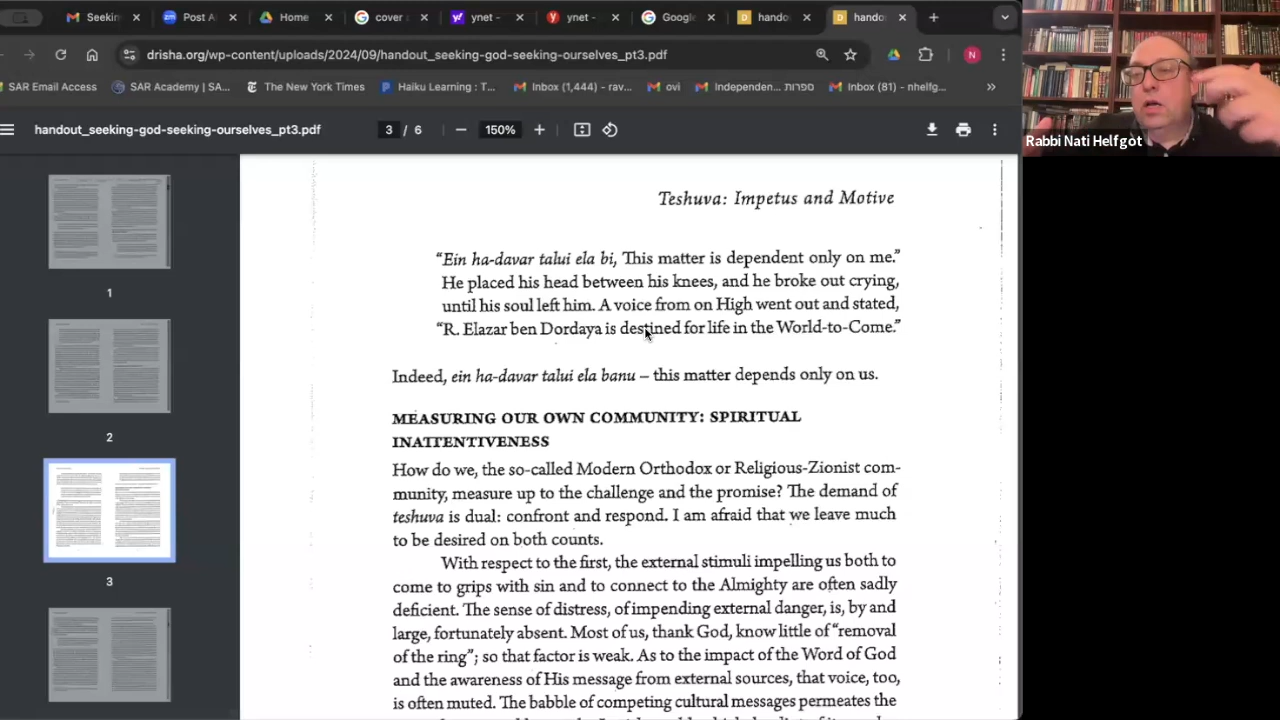 Seekin
Post A
Home
cover
ynet -
ynet -
Google
hando
hando
drisha.org/wp-content/uploads/2024/09/handout_seeking-god-seeking-ourselves_pt3.pdf
N
SAR Email Access
SAR Academy | SA...
The New York Times
Haiku Learning : T...
Inbox (1,444) - rav...
ovi
Independen... ספרות
Inbox (81) - nhelfg...
»
handout_seeking-god-seeking-ourselves_pt3.pdf
3 / 6
150%
Rabbi Nati Helfgot
1
2
3
Teshuva: Impetus and Motive
“Ein ha-davar talui ela bi, This matter is dependent only on me.”
He placed his head between his knees, and he broke out crying,
until his soul left him. A voice from on High went out and stated,
“R. Elazar ben Dordaya is destined for life in the World-to-Come.”
Indeed, ein ha-davar talui ela banu – this matter depends only on us.
MEASURING OUR OWN COMMUNITY: SPIRITUAL
INATTENTIVENESS
How do we, the so-called Modern Orthodox or Religious-Zionist com-
munity, measure up to the challenge and the promise? The demand of
teshuva is dual: confront and respond. I am afraid that we leave much
to be desired on both counts.
With respect to the first, the external stimuli impelling us both to
come to grips with sin and to connect to the Almighty are often sadly
deficient. The sense of distress, of impending external danger, is, by and
large, fortunately absent. Most of us, thank God, know little of “removal
of the ring”; so that factor is weak. As to the impact of the Word of God
and the awareness of His message from external sources, that voice, too,
is often muted. The babble of competing cultural messages permeates the